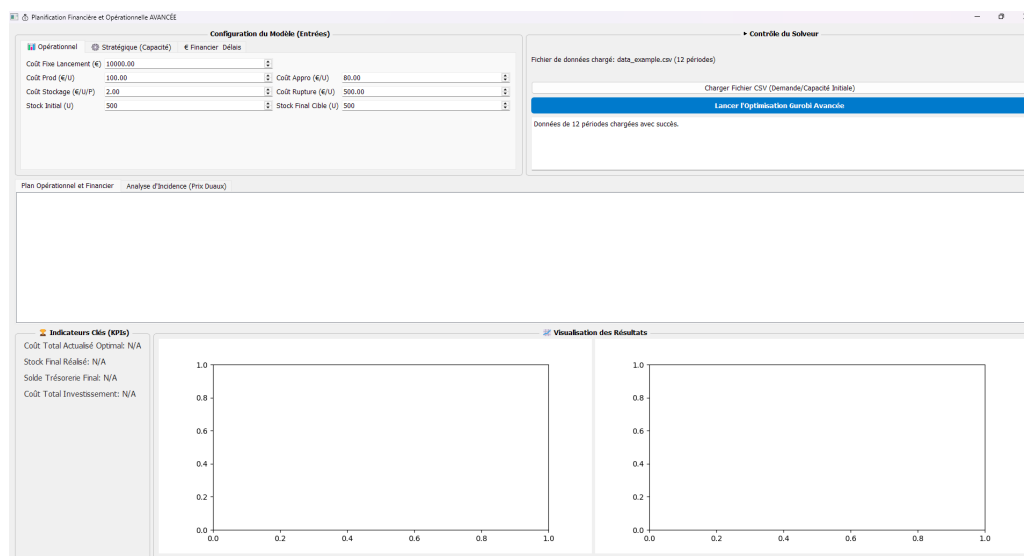 Planification Financière et Opérationnelle AVANCÉE
Configuration du Modèle (Entrées)
Opérationnel Stratégique (Capacité) € Financier Délais
Coût Fixe Lancement (€) 10000.00
Coût Prod (€/U) 100.00 Coût Appro (€/U) 80.00
Coût Stockage (€/U/P) 2.00 Coût Rupture (€/U) 500.00
Stock Initial (U) 500 Stock Final Cible (U) 500
Contrôle du Solveur
Fichier de données chargé: data_example.csv (12 périodes)
Charger Fichier CSV (Demande/Capacité Initiale)
Lancer l'Optimisation Gurobi Avancée
Données de 12 périodes chargées avec succès.
Plan Opérationnel et Financier Analyse d'Incidence (Prix Duaux)
Indicateurs Clés (KPIs)
Coût Total Actualisé Optimal: N/A
Stock Final Réalisé: N/A
Solde Trésorerie Final: N/A
Coût Total Investissement: N/A
Visualisation des Résultats
1.0
0.8
0.6
0.4
0.2
0.0
0.0 0.2 0.4 0.6 0.8 1.0
1.0
0.8
0.6
0.4
0.2
0.0
0.0 0.2 0.4 0.6 0.8 1.0